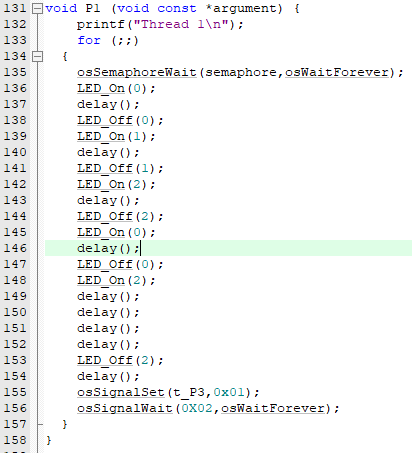 131 void P1 (void const *argument) {
132 printf("Thread 1\n");
133 for (;;)
134 {
135 osSemaphoreWait(semaphore,osWaitForever);
136 LED_On(0);
137 delay();
138 LED_Off(0);
139 LED_On(1);
140 delay();
141 LED_Off(1);
142 LED_On(2);
143 delay();
144 LED_Off(2);
145 LED_On(0);
146 delay();
147 LED_Off(0);
148 LED_On(2);
149 delay();
150 delay();
151 delay();
152 delay();
153 LED_Off(2);
154 delay();
155 osSignalSet(t_P3,0x01);
156 osSignalWait(0X02,osWaitForever);
157 }
158 }